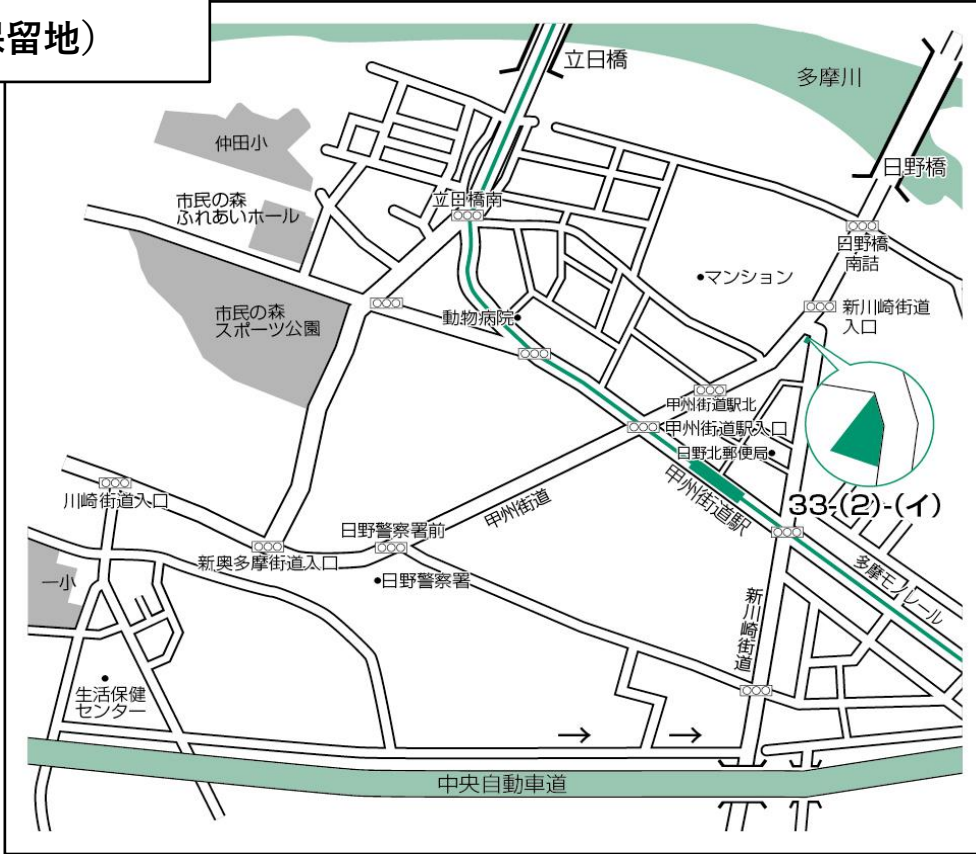 留地）
立日橋
多摩川
仲田小
日野橋
市民の森
ふれあいホール
立日橋南
日野橋
南詰
マンション
市民の森
スポーツ公園
新川崎街道
入口
動物病院
甲州街道駅北
甲州街道駅入口
日野北郵便局
甲州街道駅
33-(2)-(イ)
川崎街道入口
甲州街道
日野警察署前
新奥多摩街道入口
日野警察署
多摩モノレール
一小
新川崎街道
生活保健
センター
→ →
中央自動車道